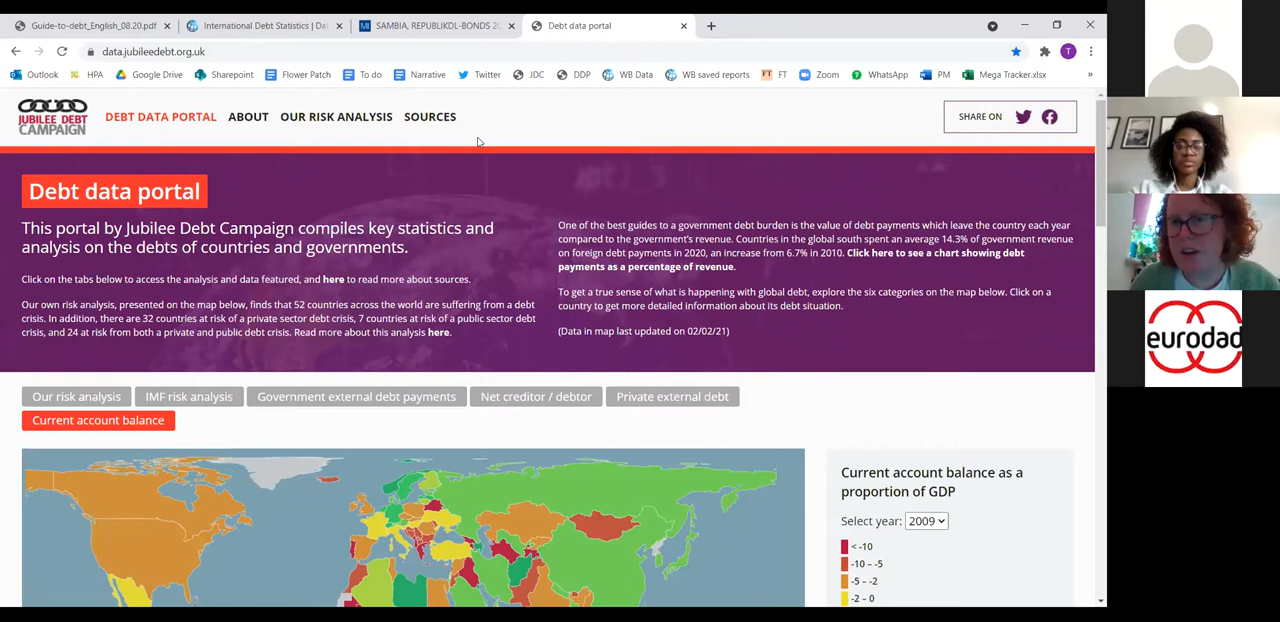 Guide-to-debt_English_08.20.pdf
International Debt Statistics | Da
MI
SAMBIA, REPUBLIKDL-BONDS 20
Debt data portal
data.jubileedebt.org.uk
T
Outlook
HPA
Google Drive
Sharepoint
Flower Patch
To do
Narrative
Twitter
JDC
DDP
WB Data
WB saved reports
FT FT
Zoom
WhatsApp
PM
Mega Tracker.xlsx
»
JUBILEE DEBT
CAMPAIGN
DEBT DATA PORTAL
ABOUT
OUR RISK ANALYSIS
SOURCES
SHARE ON
Debt data portal
This portal by Jubilee Debt Campaign compiles key statistics and
analysis on the debts of countries and governments.
Click on the tabs below to access the analysis and data featured, and here to read more about sources.
Our own risk analysis, presented on the map below, finds that 52 countries across the world are suffering from a debt
crisis. In addition, there are 32 countries at risk of a private sector debt crisis, 7 countries at risk of a public sector debt
crisis, and 24 at risk from both a private and public debt crisis. Read more about this analysis here.
One of the best guides to a government debt burden is the value of debt payments which leave the country each year
compared to the government's revenue. Countries in the global south spent an average 14.3% of government revenue
on foreign debt payments in 2020, an increase from 6.7% in 2010. Click here to see a chart showing debt
payments as a percentage of revenue.
To get a true sense of what is happening with global debt, explore the six categories on the map below. Click on a
country to get more detailed information about its debt situation.
(Data in map last updated on 02/02/21)
Our risk analysis
IMF risk analysis
Government external debt payments
Net creditor / debtor
Private external debt
Current account balance
Current account balance as a
proportion of GDP
Select year: 2009
< -10
-10 – -5
-5 – -2
-2 – 0
eurodad